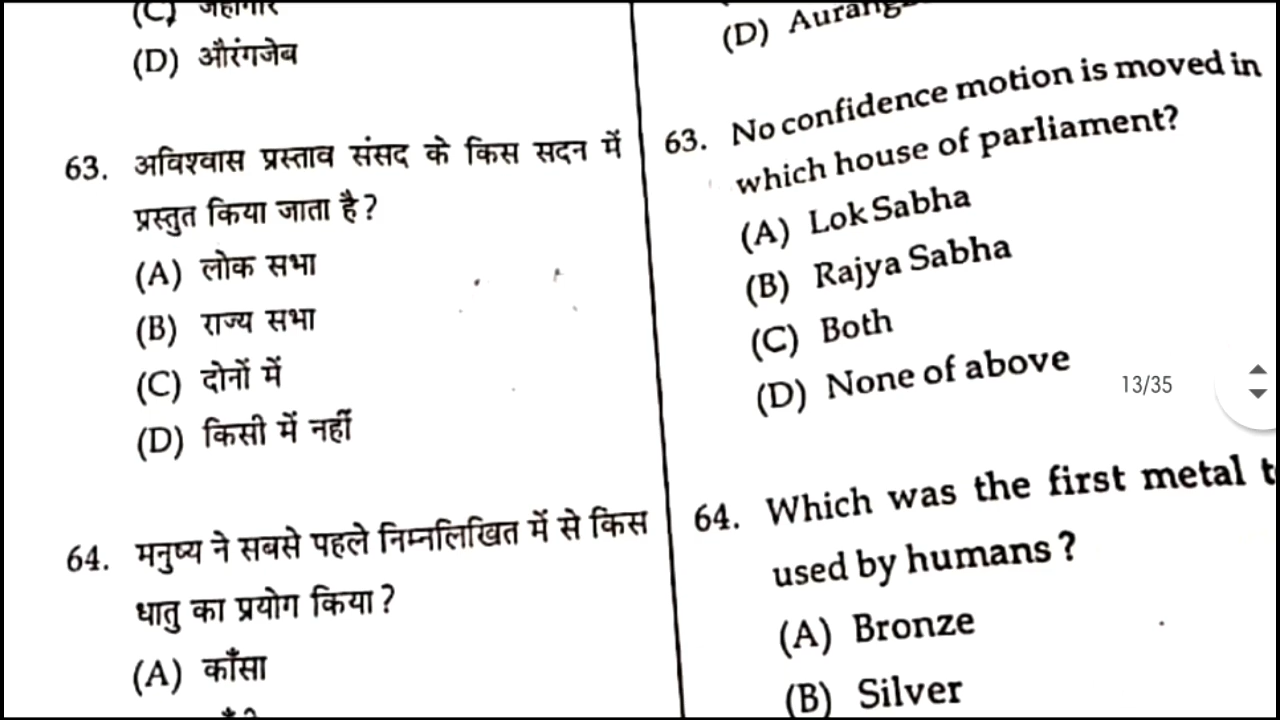 (C) जहाँगीर
(D) औरंगजेब
63. अविश्वास प्रस्ताव संसद के किस सदन में
प्रस्तुत किया जाता है?
(A) लोक सभा
(B) राज्य सभा
(C) दोनों में
(D) किसी में नहीं
64. मनुष्य ने सबसे पहले निम्नलिखित में से किस
धातु का प्रयोग किया?
(A) काँसा
(D)
63. No confidence motion is moved in
which house of parliament?
(A) Lok Sabha
(B) Rajya Sabha
(C) Both
(D) None of above
13/35
64. Which was the first metal
used by humans ?
(A) Bronze
(B) Silver